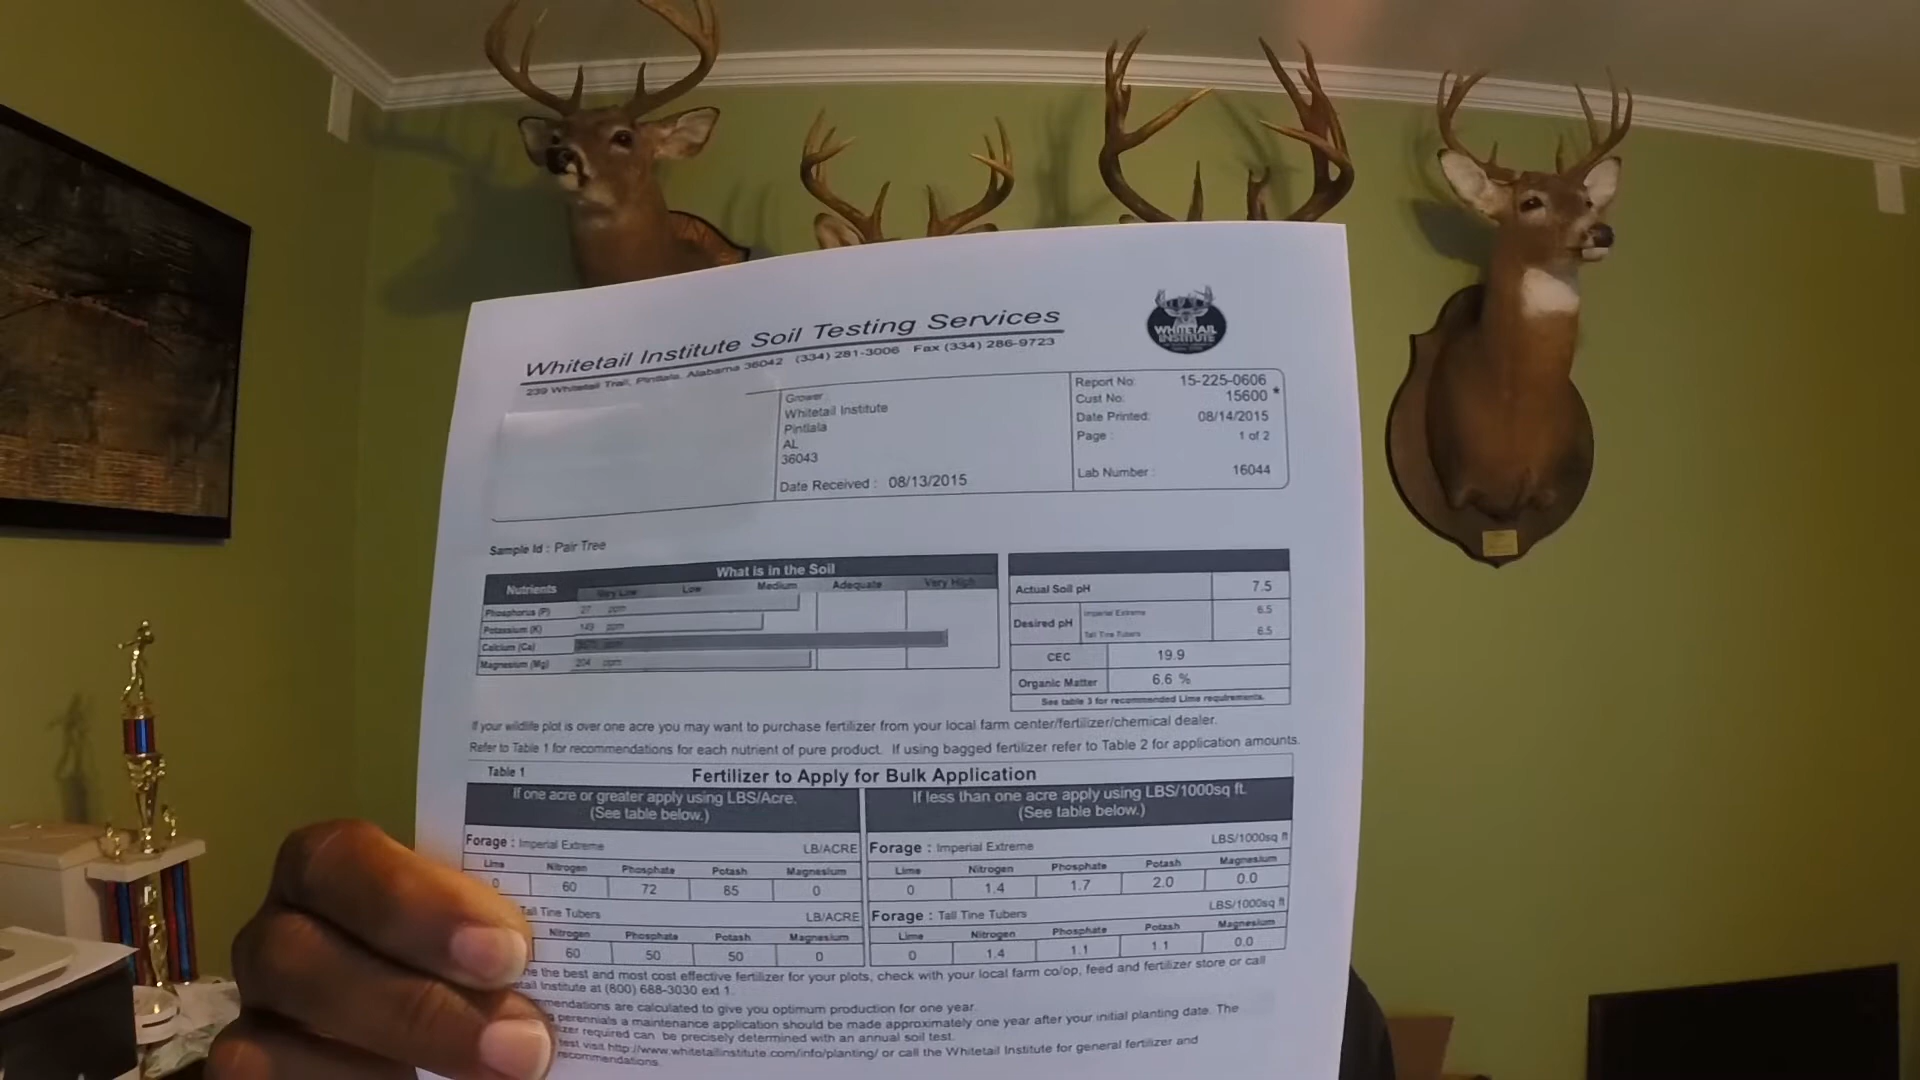 Whitetail Institute Soil Testing Services
239 Whitetail Trail, Pintlala, Alabama 36042 (334) 281-3006 Fax (334) 286-9723
WHITETAIL
INSTITUTE
Grower :
Whitetail Institute
Pintlala
AL
36043
Date Received : 08/13/2015
Report No: 15-225-0606
Cust No: 15600 *
Date Printed: 08/14/2015
Page : 1 of 2
Lab Number : 16044
Sample Id : Pair Tree
What is in the Soil
Nutrients Very Low Low Medium Adequate Very High
Phosphorus (P) 27 ppm
Potassium (K) 149 ppm
Calcium (Ca) ppm
Magnesium (Mg) 204 ppm
Actual Soil pH 7.5
Desired pH Imperial Extreme 6.5
Tall Tine Tubers 6.5
CEC 19.9
Organic Matter 6.6 %
See table 3 for recommended Lime requirements.
If your wildlife plot is over one acre you may want to purchase fertilizer from your local farm center/fertilizer/chemical dealer.
Refer to Table 1 for recommendations for each nutrient of pure product. If using bagged fertilizer refer to Table 2 for application amounts.
Table 1 Fertilizer to Apply for Bulk Application
If one acre or greater apply using LBS/Acre.
(See table below.)
Forage : Imperial Extreme LB/ACRE
Lime Nitrogen Phosphate Potash Magnesium
0 60 72 85 0
Tall Tine Tubers LB/ACRE
Nitrogen Phosphate Potash Magnesium
60 50 50 0
If less than one acre apply using LBS/1000sq ft.
(See table below.)
Forage : Imperial Extreme LBS/1000sq ft
Lime Nitrogen Phosphate Potash Magnesium
0 1.4 1.7 2.0 0.0
Forage : Tall Tine Tubers LBS/1000sq ft
Lime Nitrogen Phosphate Potash Magnesium
0 1.4 1.1 1.1 0.0
the best and most cost effective fertilizer for your plots, check with your local farm co/op, feed and fertilizer store or call
Institute at (800) 688-3030 ext 1.
are calculated to give you optimum production for one year.
perennials a maintenance application should be made approximately one year after your initial planting date. The
required can be precisely determined with an annual soil test.
test visit http://www.whitetailinstitute.com/info/planting/ or call the Whitetail Institute for general fertilizer and
recommendations.